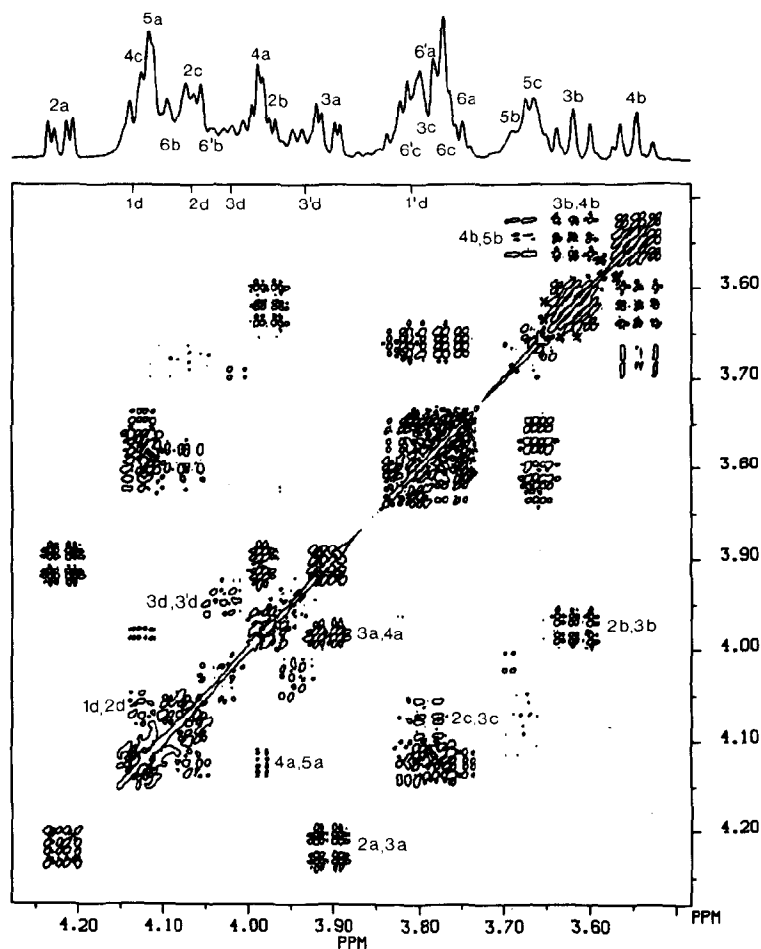 5a
4c
2c
4a
6'a
5c
2a
2b
3a
6a
5b
3b
4b
6b
6'b
3c
6'c
6c
1d
2d
3d
3'd
1'd
3b,4b
4b,5b
3.60
3.70
3.80
3.90
3d,3'd
3a,4a
2b,3b
4.00
1d,2d
2c,3c
4.10
4a,5a
4.20
2a,3a
4.20 4.10 4.00 3.90 3.80 3.70 3.60 PPM
PPM